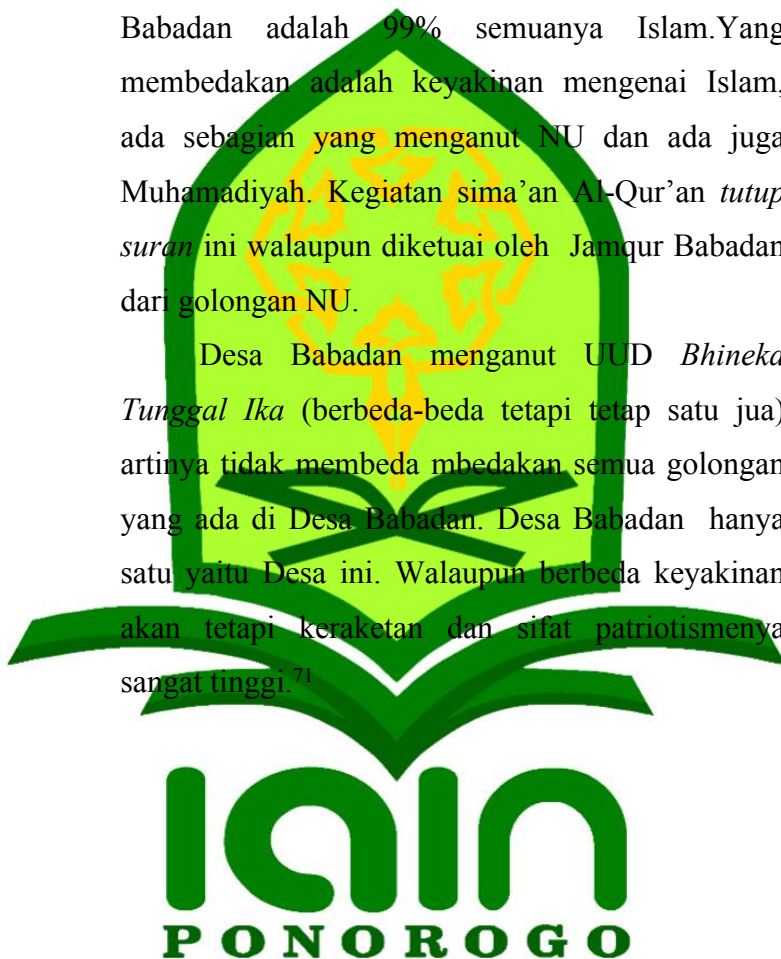 Babadan adalah 99% semuanya Islam.Yang
membedakan adalah keyakinan mengenai Islam,
ada sebagian yang menganut NU dan ada juga
Muhamadiyah. Kegiatan sima’an Al-Qur’an tutup
suran ini walaupun diketuai oleh Jamqur Babadan
dari golongan NU.
Desa Babadan menganut UUD Bhineka
Tunggal Ika (berbeda-beda tetapi tetap satu jua)
artinya tidak membeda mbedakan semua golongan
yang ada di Desa Babadan. Desa Babadan hanya
satu yaitu Desa ini. Walaupun berbeda keyakinan
akan tetapi keraketan dan sifat patriotismenya
sangat tinggi.71
IAIN
PONOROGO